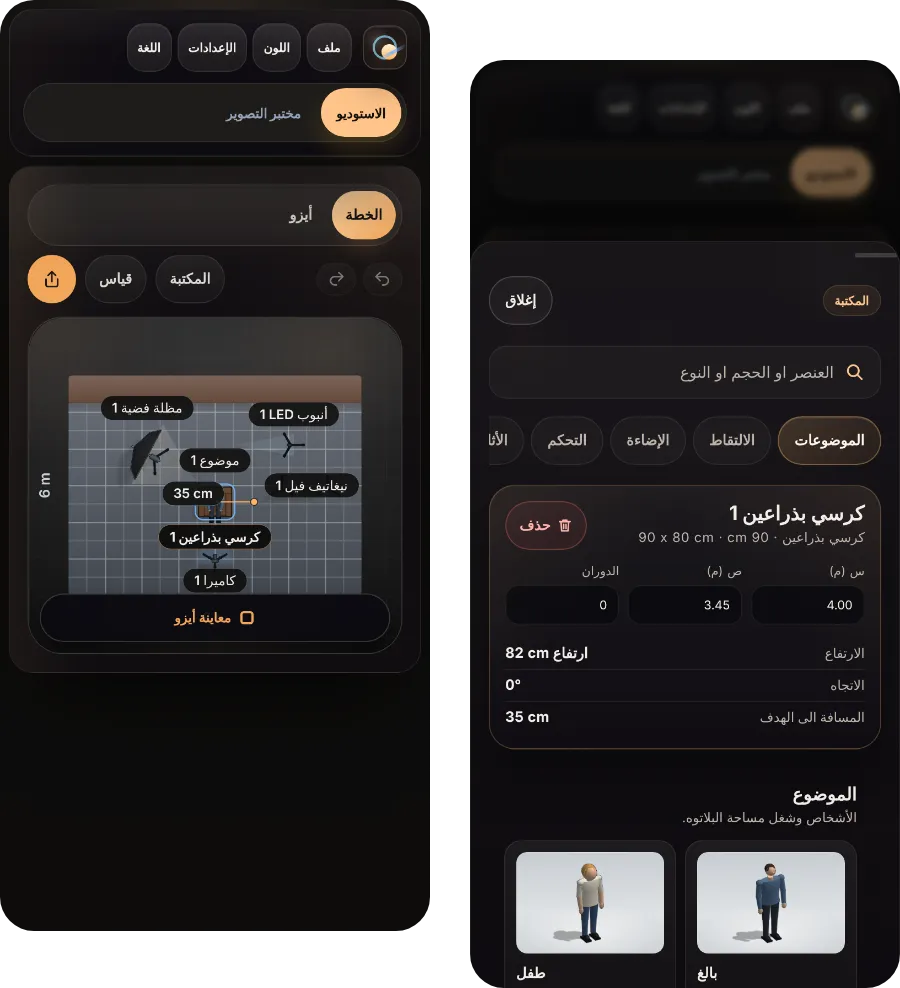 ملف
اللون
الإعدادات
اللغة
الاستوديو
مختبر التصوير
الخطة
أيزو
المكتبة
قياس
مظلة فضية 1
أنبوب LED 1
موضوع 1
نيغاتيف فيل 1
35 cm
كرسي بذراعين 1
كاميرا 1
6 m
معاينة أيزو
المكتبة
إغلاق
العنصر او الحجم او النوع
الموضوعات
الالتقاط
الإضاءة
التحكم
كرسي بذراعين 1
حذف
كرسي بذراعين · 90 x 80 cm · cm 90
س (م)
ص (م)
الدوران
4.00
3.45
0
الارتفاع
ارتفاع 82 cm
الاتجاه
0°
المسافة الى الهدف
35 cm
الموضوع
الأشخاص وشغل مساحة البلاتوه.
بالغ
طفل